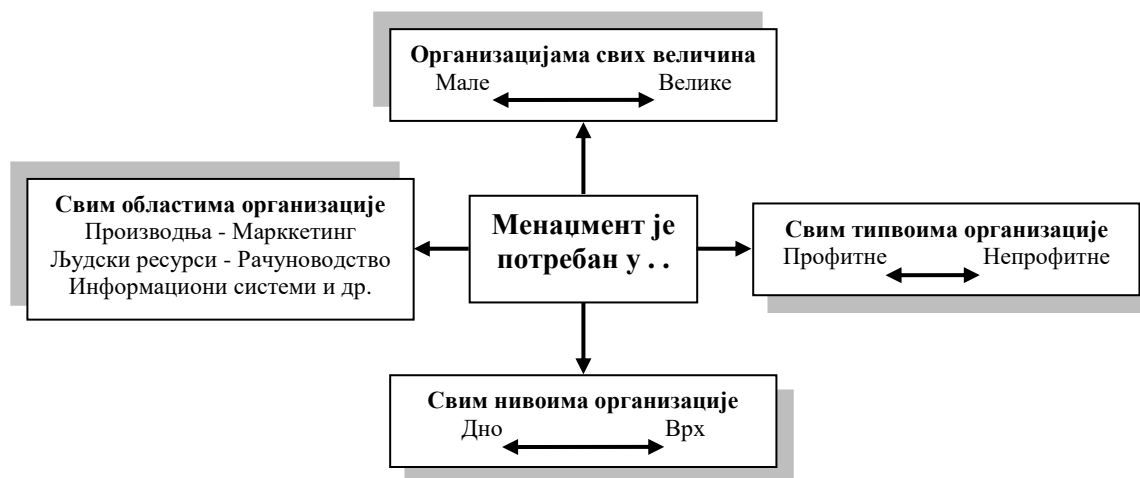 Организацијама свих величина
Мале Велике
Свим областима организације
Производња - Марккетинг
Људски ресурси - Рачуноводство
Информациони системи и др.
Менаџмент је
потребан у . .
Свим типвоима организације
Профитне Непрофитне
Свим нивоима организације
Дно Врх